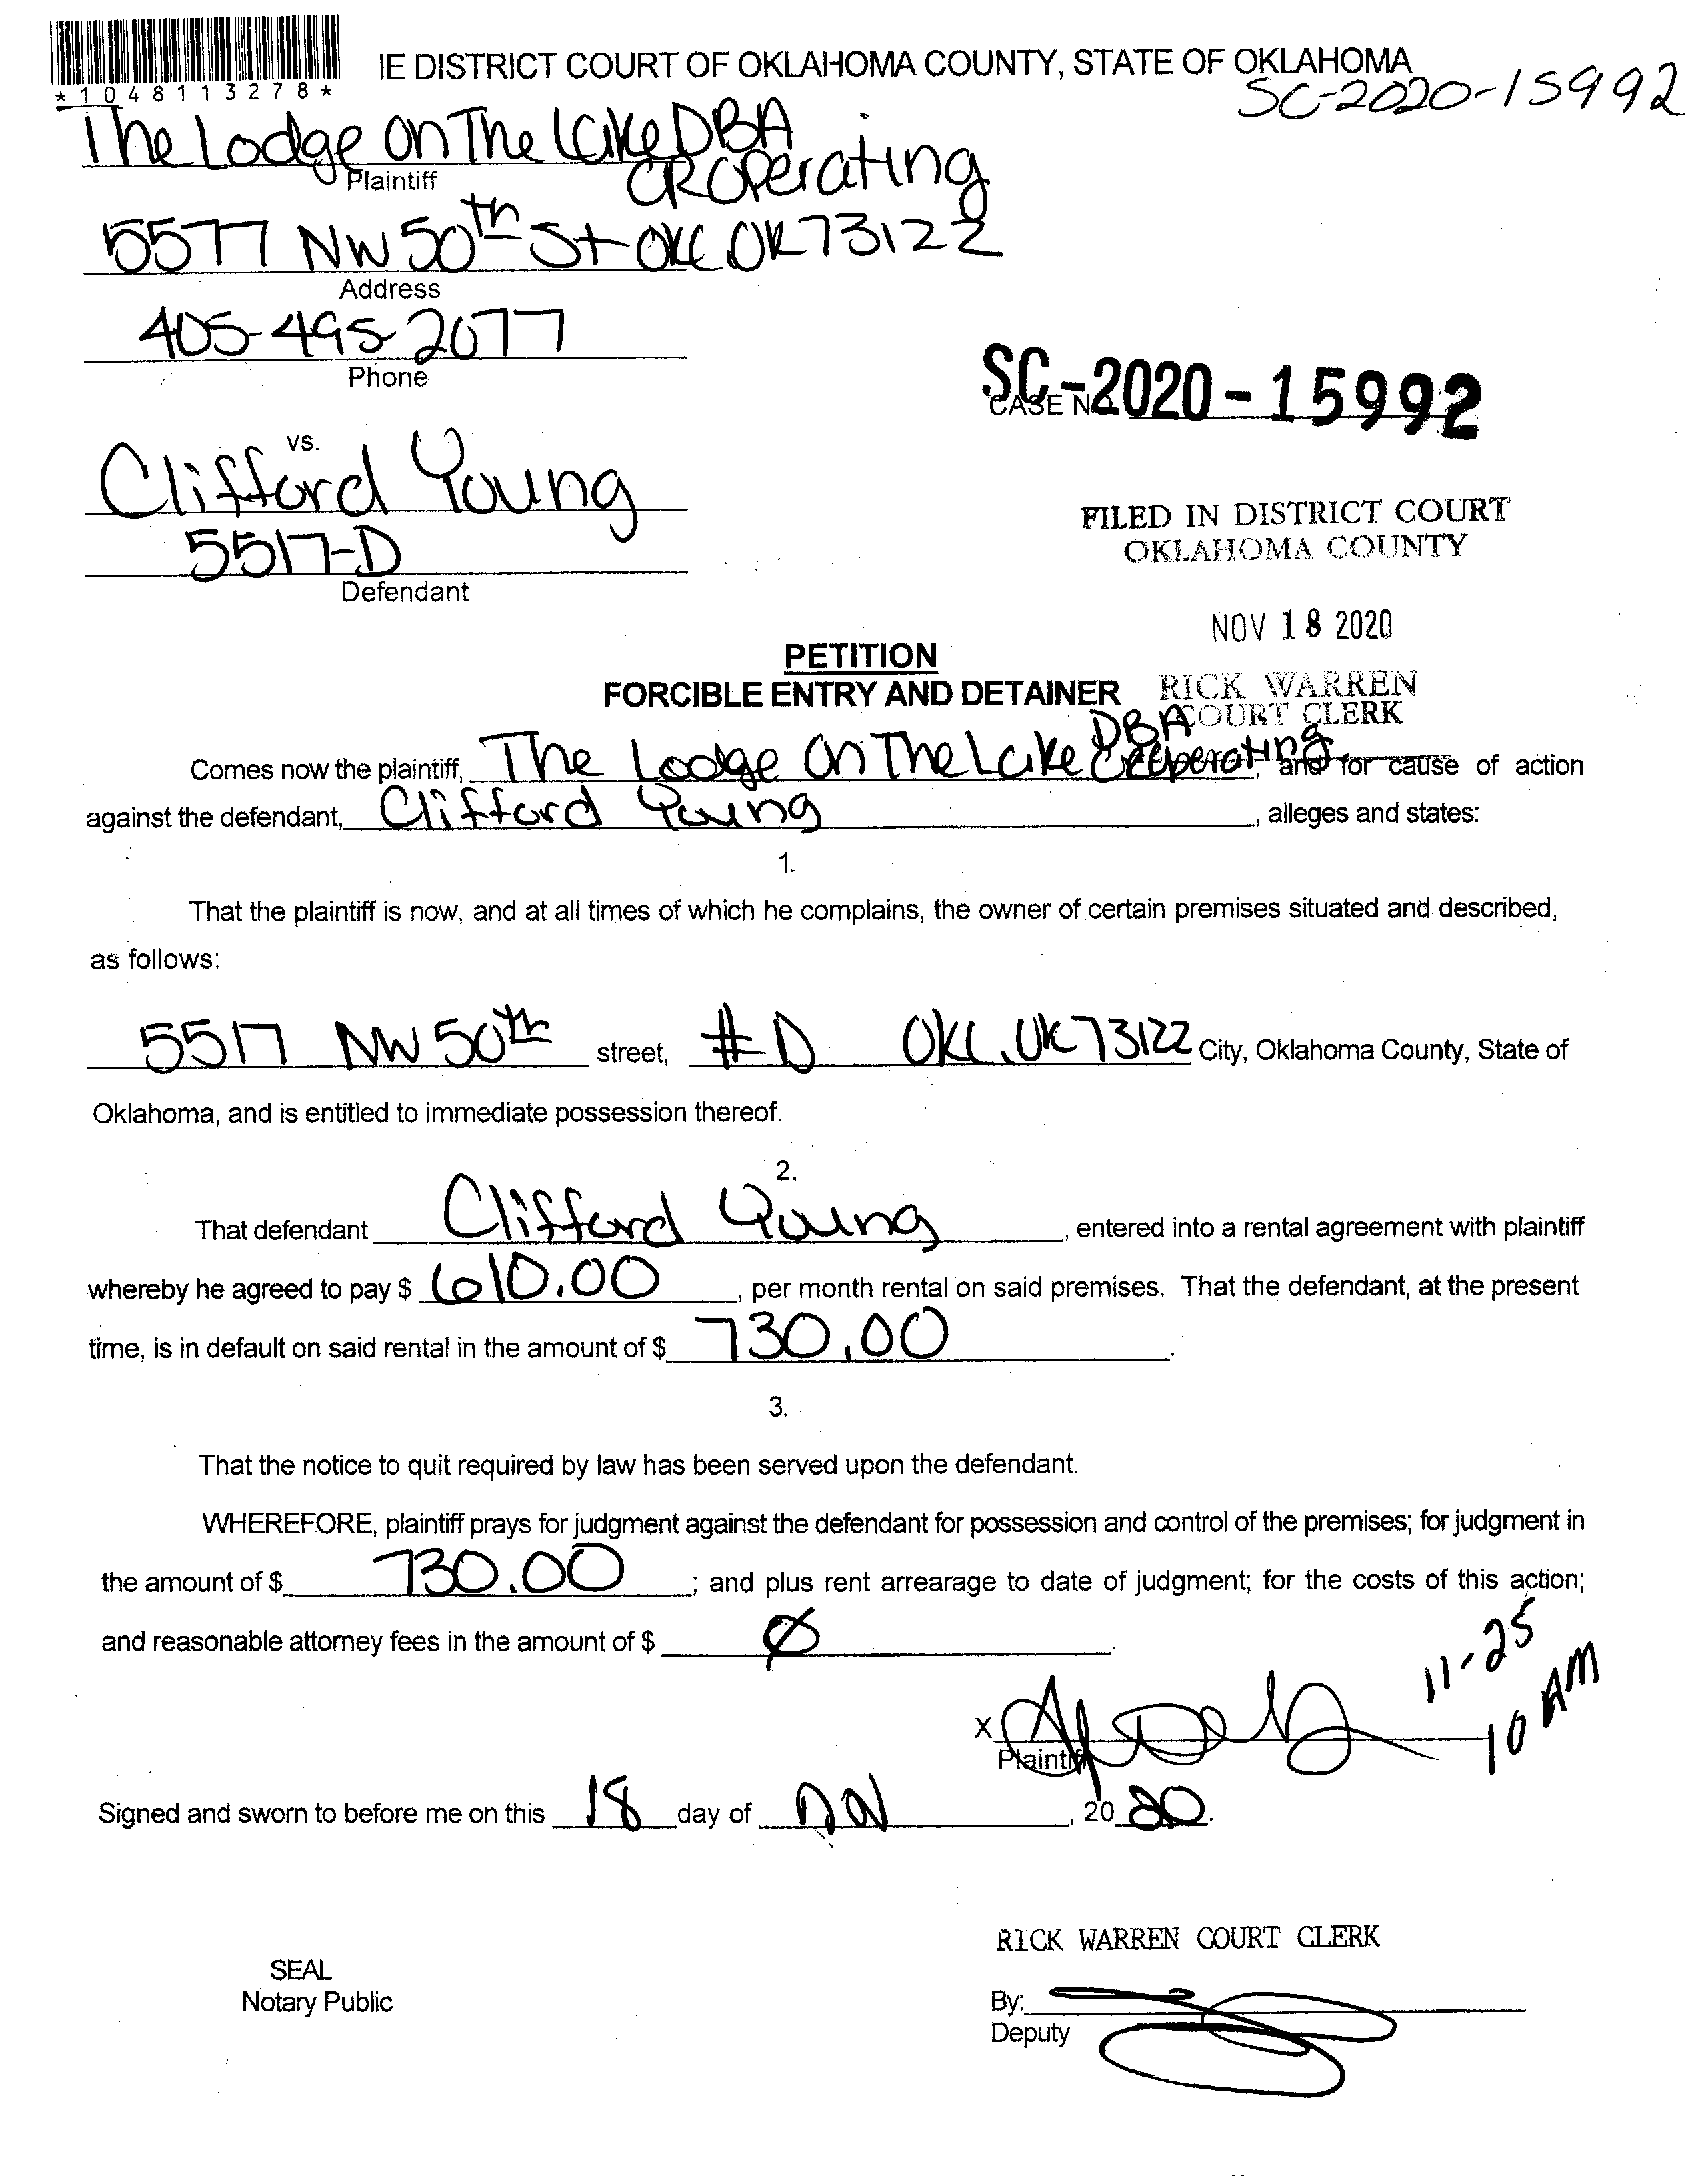 *1048113278*
IE DISTRICT COURT OF OKLAHOMA COUNTY, STATE OF OKLAHOMA
SC-2020-15992
The Lodge On The Lake DBA
CR Operating
Plaintiff
5577 NW 50th St OKC OK 73122
Address
405-495-2077
Phone
SC-2020-15992
CASE NO.
vs.
Clifford Young
5517-D
Defendant
FILED IN DISTRICT COURT
OKLAHOMA COUNTY
NOV 18 2020
RICK WARREN
COURT CLERK
PETITION
FORCIBLE ENTRY AND DETAINER
Comes now the plaintiff, The Lodge On The Lake DBA CR Operating, and for cause of action
against the defendant, Clifford Young, alleges and states:
1.
That the plaintiff is now, and at all times of which he complains, the owner of certain premises situated and described,
as follows:
5517 NW 50th street, #D OKC, OK 73122 City, Oklahoma County, State of
Oklahoma, and is entitled to immediate possession thereof.
2.
That defendant Clifford Young, entered into a rental agreement with plaintiff
whereby he agreed to pay $ 610.00, per month rental on said premises. That the defendant, at the present
time, is in default on said rental in the amount of $ 730.00.
3.
That the notice to quit required by law has been served upon the defendant.
WHEREFORE, plaintiff prays for judgment against the defendant for possession and control of the premises; for judgment in
the amount of $ 730.00; and plus rent arrearage to date of judgment; for the costs of this action;
and reasonable attorney fees in the amount of $ Ø.
11-25
10 AM
X
Plaintiff
Signed and sworn to before me on this 18 day of NOV, 2020.
RICK WARREN COURT CLERK
SEAL
Notary Public
By:
Deputy